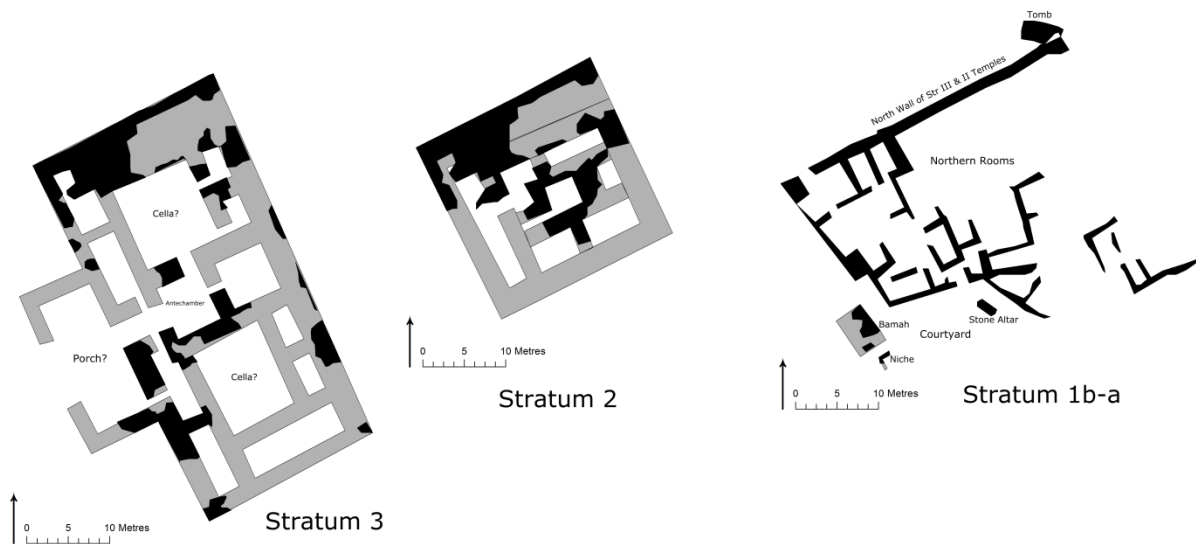 Cella?
Antechamber
Porch?
Cella?
0 5 10 Metres
Stratum 3
0 5 10 Metres
Stratum 2
Tomb
North Wall of Str III & II Temples
Northern Rooms
Bamah
Stone Altar
Courtyard
Niche
0 5 10 Metres
Stratum 1b-a